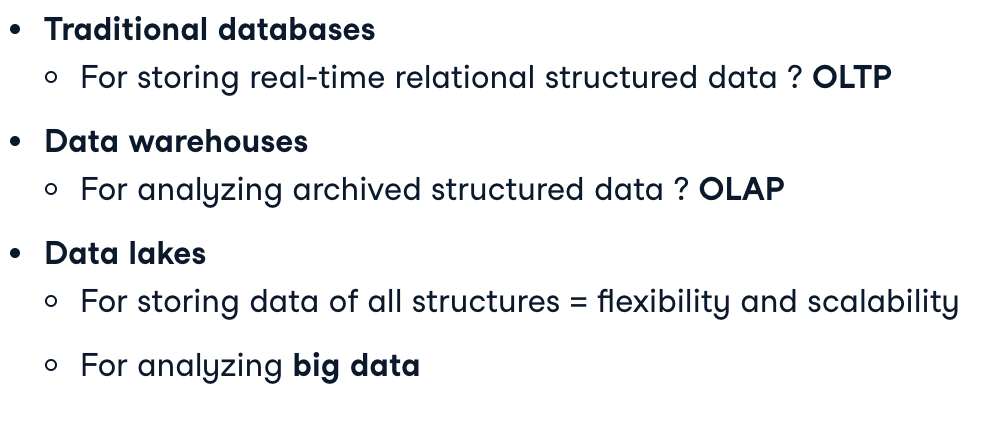 • Traditional databases
○ For storing real-time relational structured data ? OLTP
• Data warehouses
○ For analyzing archived structured data ? OLAP
• Data lakes
○ For storing data of all structures = flexibility and scalability
○ For analyzing big data